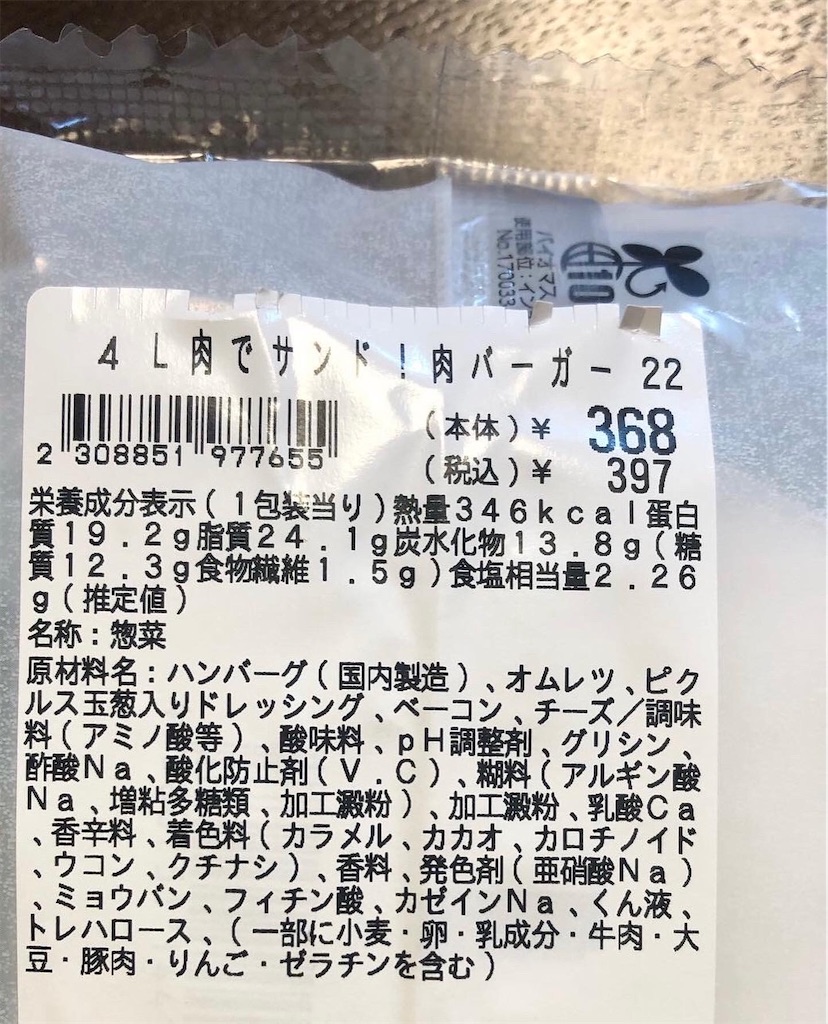 バイオマス
No.170033
10
4L肉でサンド!肉バーガー 22
(本体)¥ 368
2 308851 977655
(税込)¥ 397
栄養成分表示(1包装当り)熱量346kcal蛋白
質19.2g脂質24.1g炭水化物13.8g(糖
質12.3g食物繊維1.5g)食塩相当量2.26
g(推定値)
名称:惣菜
原材料名:ハンバーグ(国内製造)、オムレツ、ピク
ルス玉葱入りドレッシング、ベーコン、チーズ/調味
料(アミノ酸等)、酸味料、pH調整剤、グリシン、
酢酸Na、酸化防止剤(V.C)、糊料(アルギン酸
Na、増粘多糖類、加工澱粉)、加工澱粉、乳酸Ca
、香辛料、着色料(カラメル、カカオ、カロチノイド
、ウコン、クチナシ)、香料、発色剤(亜硝酸Na)
、ミョウバン、フィチン酸、カゼインNa、くん液、
トレハロース、(一部に小麦・卵・乳成分・牛肉・大
豆・豚肉・りんご・ゼラチンを含む)